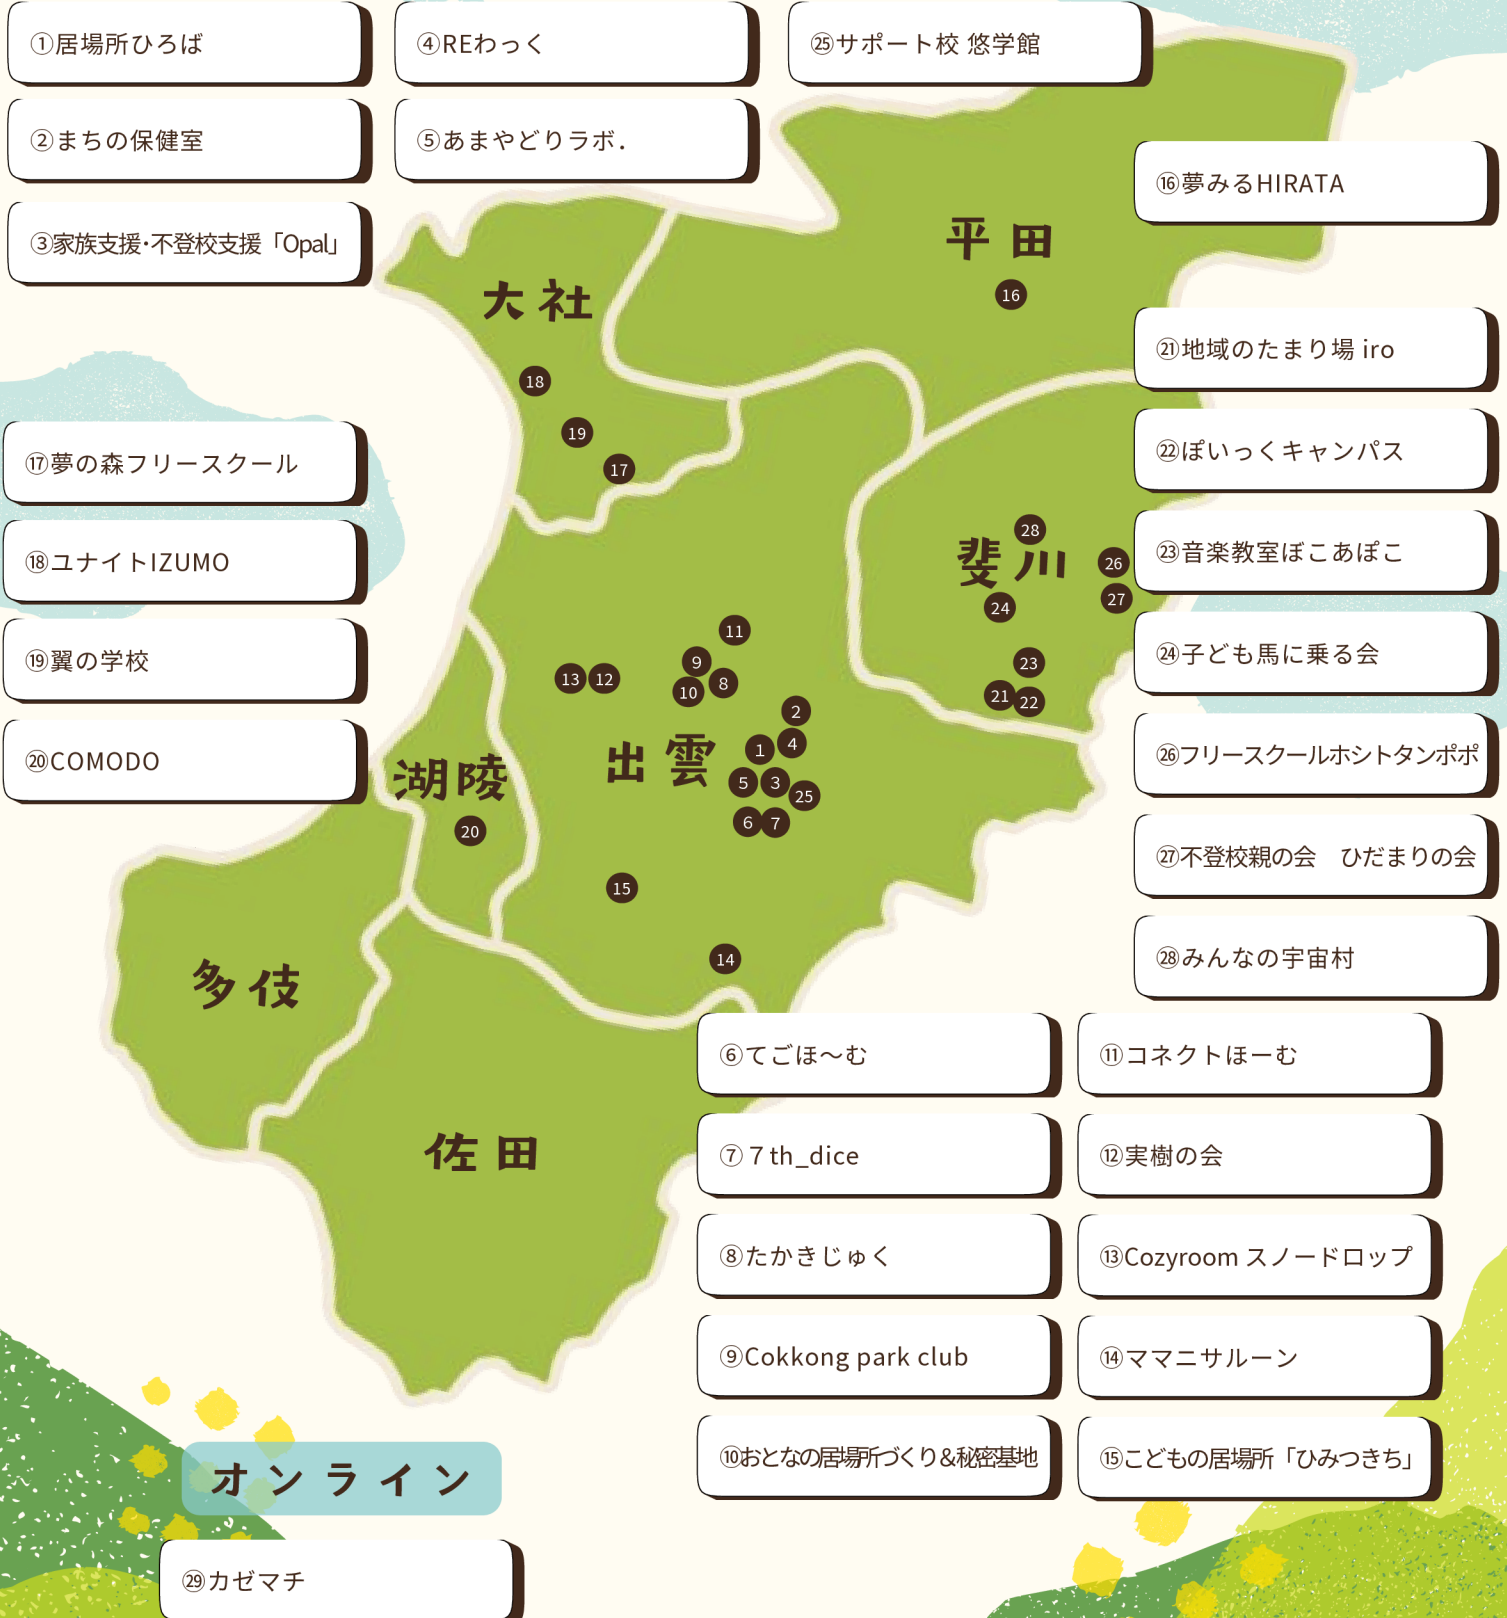 ①居場所ひろば
④REわっく
㉕サポート校 悠学館
②まちの保健室
⑤あまやどりラボ.
③家族支援・不登校支援「Opal」
⑯夢みるHIRATA
平田
16
大社
18
19
17
㉑地域のたまり場 iro
㉒ぽいっくキャンパス
㉓音楽教室ぼこあぽこ
㉔子ども馬に乗る会
㉖フリースクールホシトタンポポ
㉗不登校親の会　ひだまりの会
㉘みんなの宇宙村
⑰夢の森フリースクール
⑱ユナイトIZUMO
⑲翼の学校
⑳COMODO
28
斐川
26
27
24
23
21
22
11
9
8
10
13
12
2
1
4
出雲
5
3
25
6
7
湖陵
20
15
14
多伎
佐田
⑥てごほ〜む
⑦７th_dice
⑧たかきじゅく
⑨Cokkong park club
⑩おとなの居場所づくり＆秘密基地
⑪コネクトほーむ
⑫実樹の会
⑬Cozyroom スノードロップ
⑭ママニサルーン
⑮こどもの居場所「ひみつきち」
オンライン
㉙カゼマチ